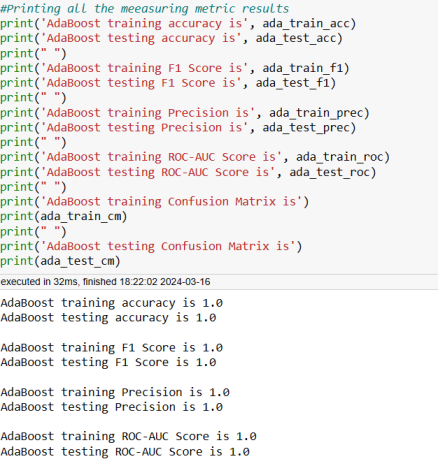 #Printing all the meeasuring metric results
print('AdaBoost training accuracy is', ada_train_acc)
print('AdaBoost testing accuracy is', ada_test_acc)
print(" ")
print('AdaBoost training F1 Score is', ada_train_f1)
print('AdaBoost testing F1 Score is', ada_test_f1)
print(" ")
print('AdaBoost training Precision is', ada_train_prec)
print('AdaBoost testing Precision is', ada_test_prec)
print(" ")
print('AdaBoost training ROC-AUC Score is', ada_train_roc)
print('AdaBoost testing ROC-AUC Score is', ada_test_roc)
print(" ")
print('AdaBoost training Confusion Matrix is')
print(ada_train_cm)
print(" ")
print('AdaBoost testing Confusion Matrix is')
print(ada_test_cm)
executed in 32ms, finished 18:22:02 2024-03-16
AdaBoost training accuracy is 1.0
AdaBoost testing accuracy is 1.0
AdaBoost training F1 Score is 1.0
AdaBoost testing F1 Score is 1.0
AdaBoost training Precision is 1.0
AdaBoost testing Precision is 1.0
AdaBoost training ROC-AUC Score is 1.0
AdaBoost testing ROC-AUC Score is 1.0